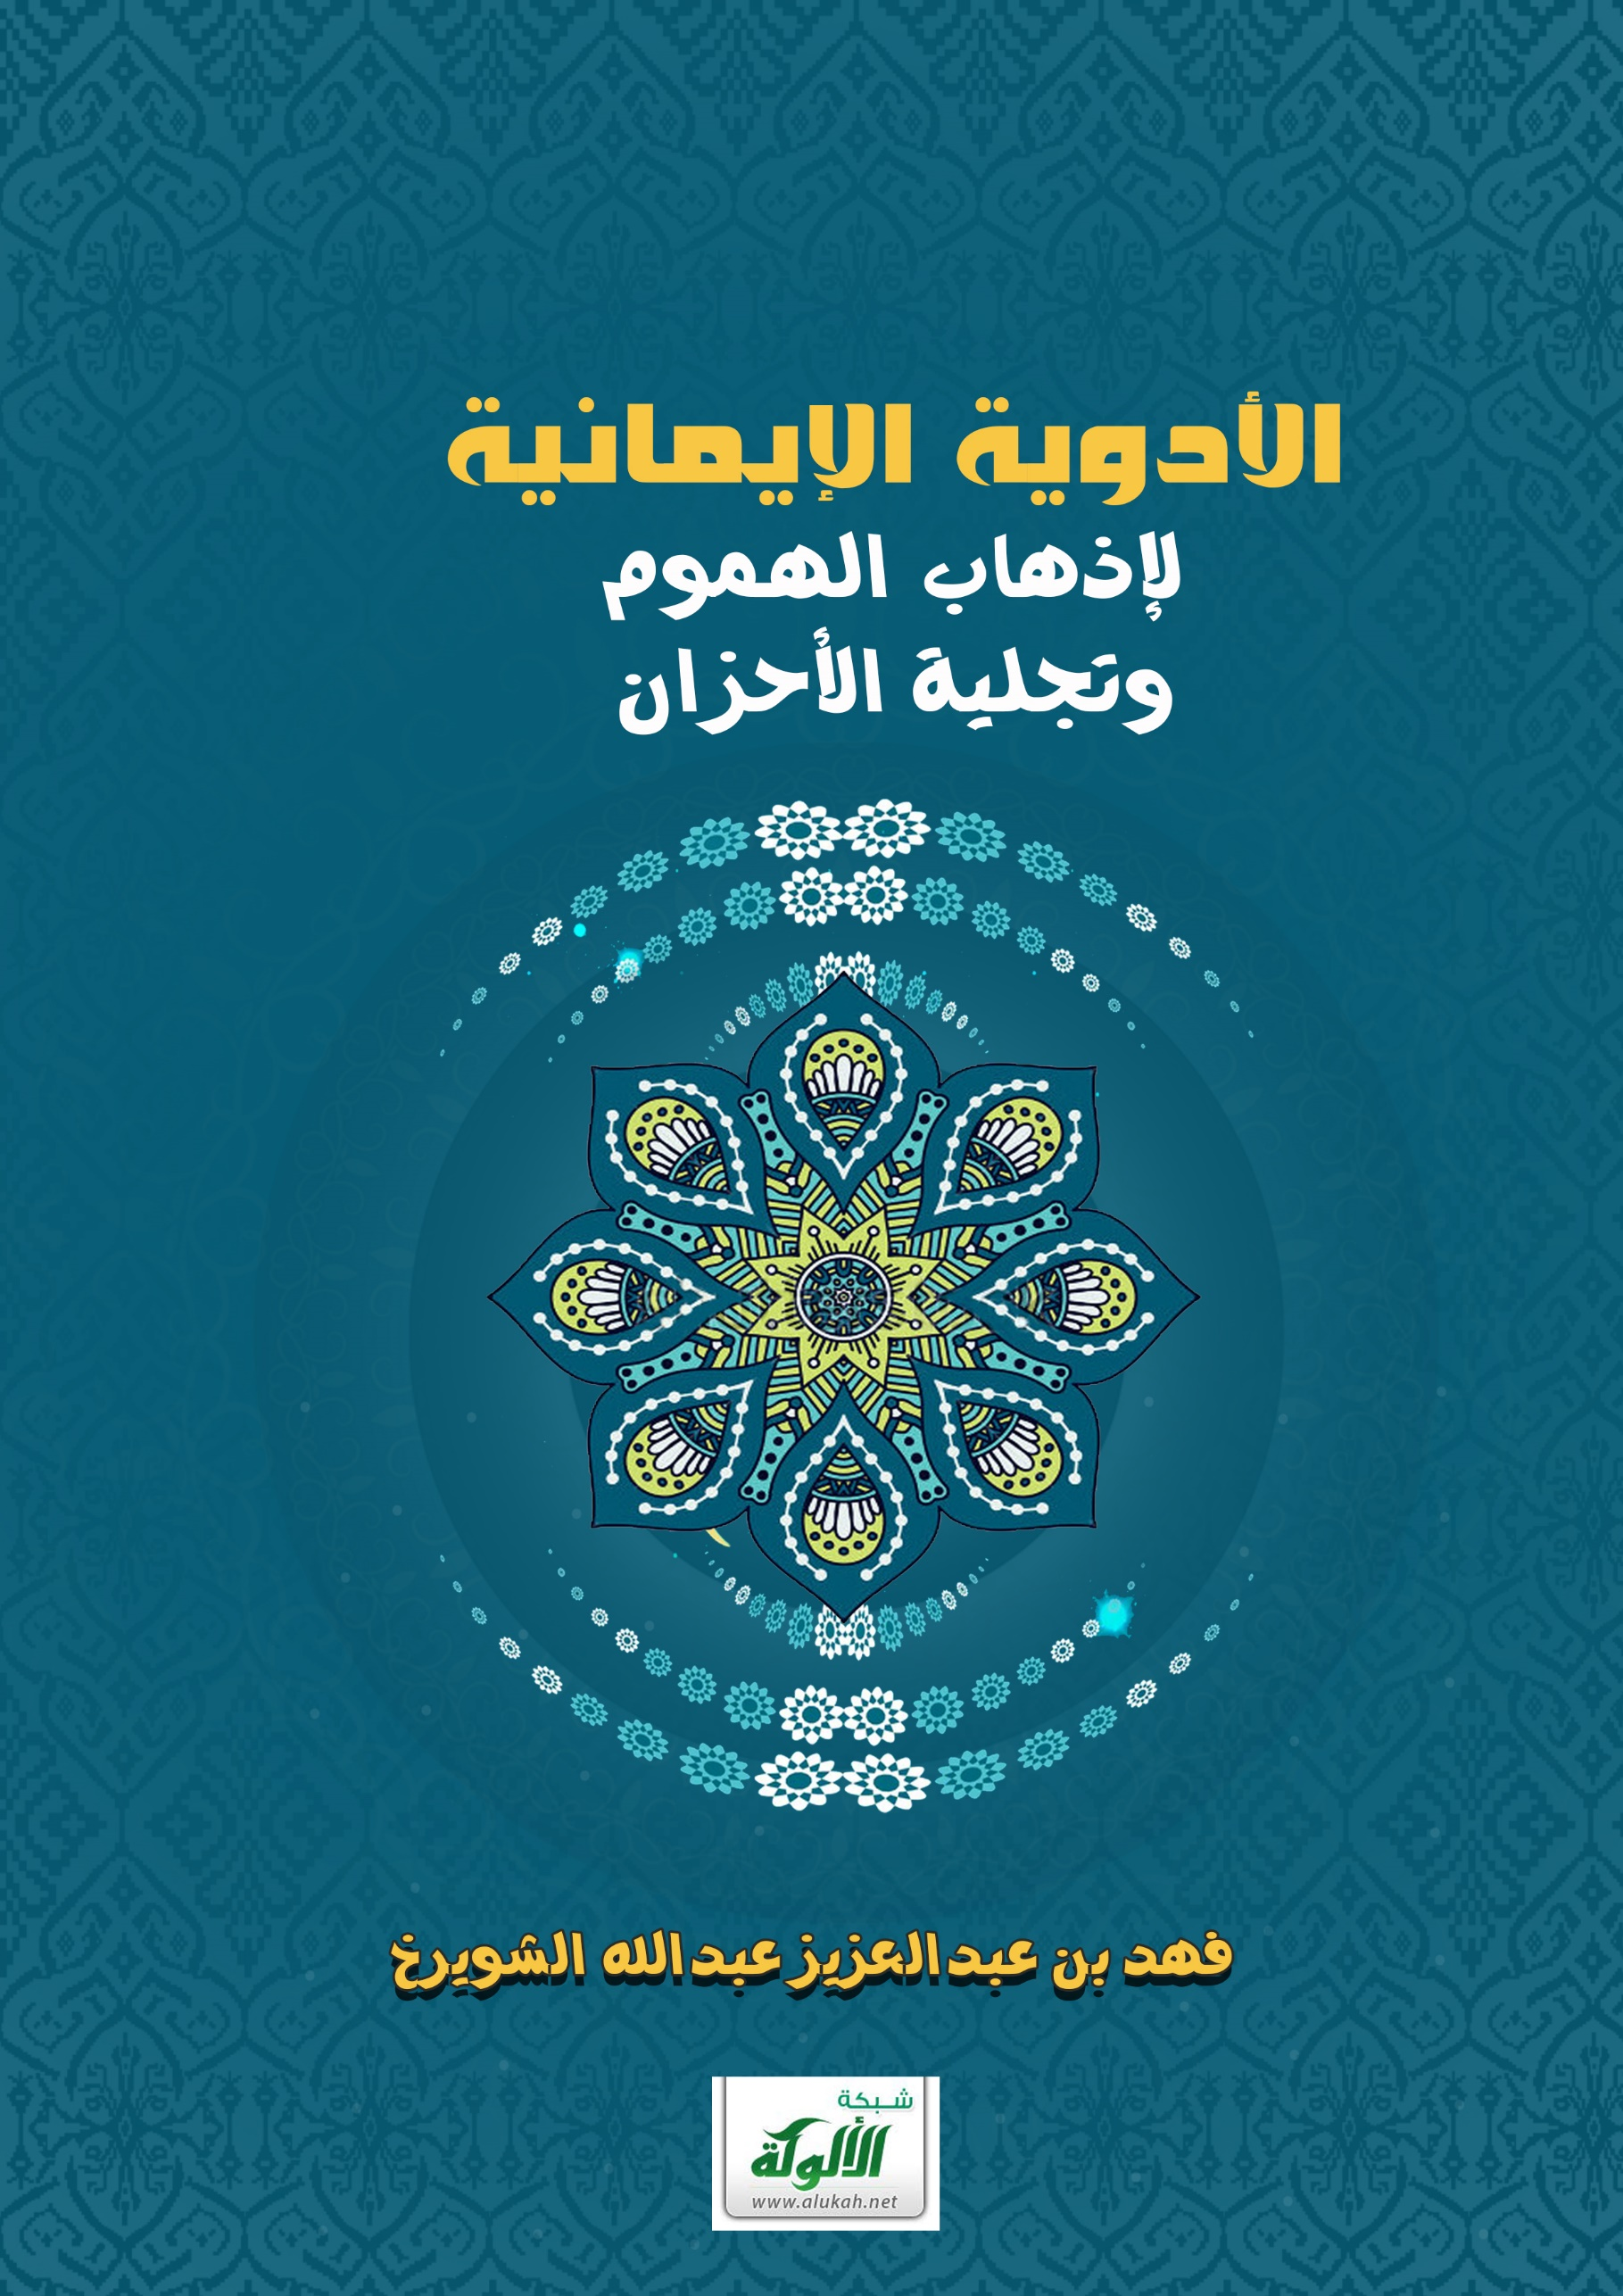 الأدوية الإيمانية
لإذهاب الهموم
وتجلية الأحزان
فهد بن عبد العزيز عبد الله الشويرخ
شبكة
الألوكة
www.alukah.net